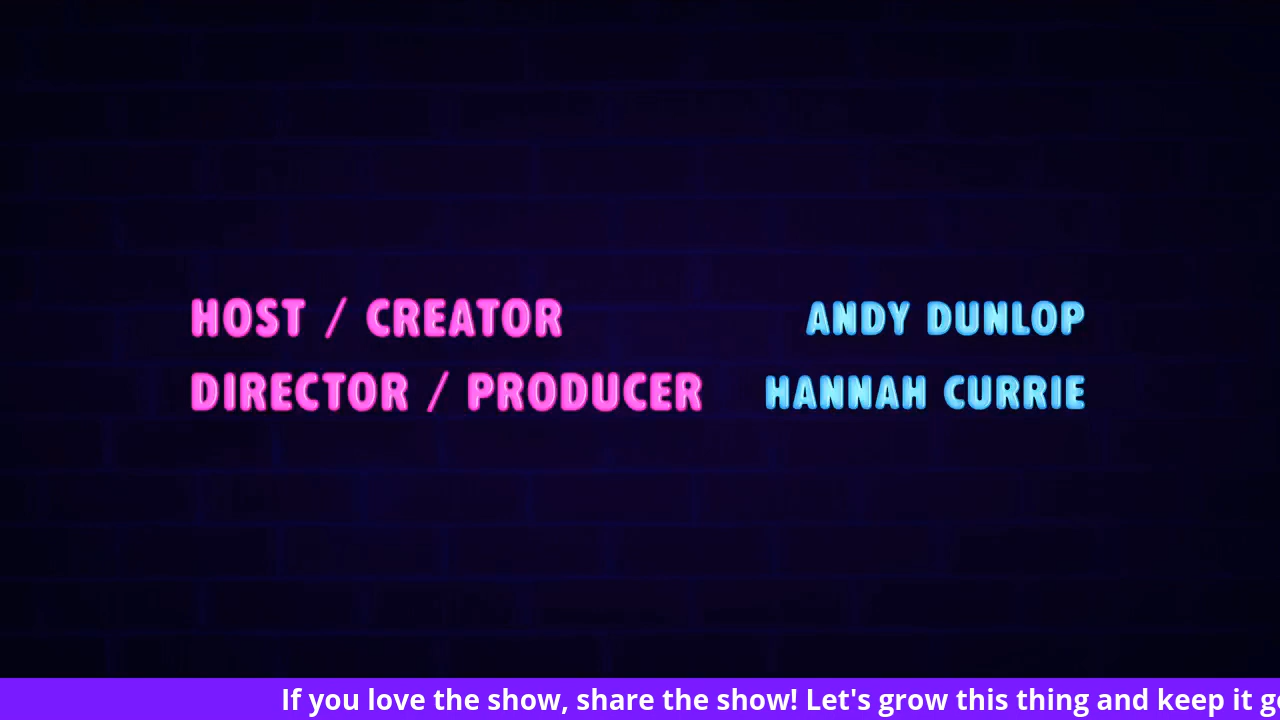 HOST / CREATOR ANDY DUNLOP
DIRECTOR / PRODUCER HANNAH CURRIE
If you love the show, share the show! Let's grow this thing and keep it